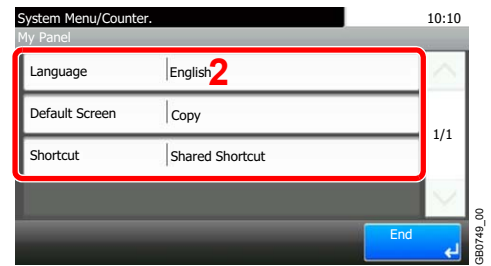 System Menu/Counter. 10:10
My Panel
Language English 2
Default Screen Copy
1/1
Shortcut Shared Shortcut
End
GB0749_00